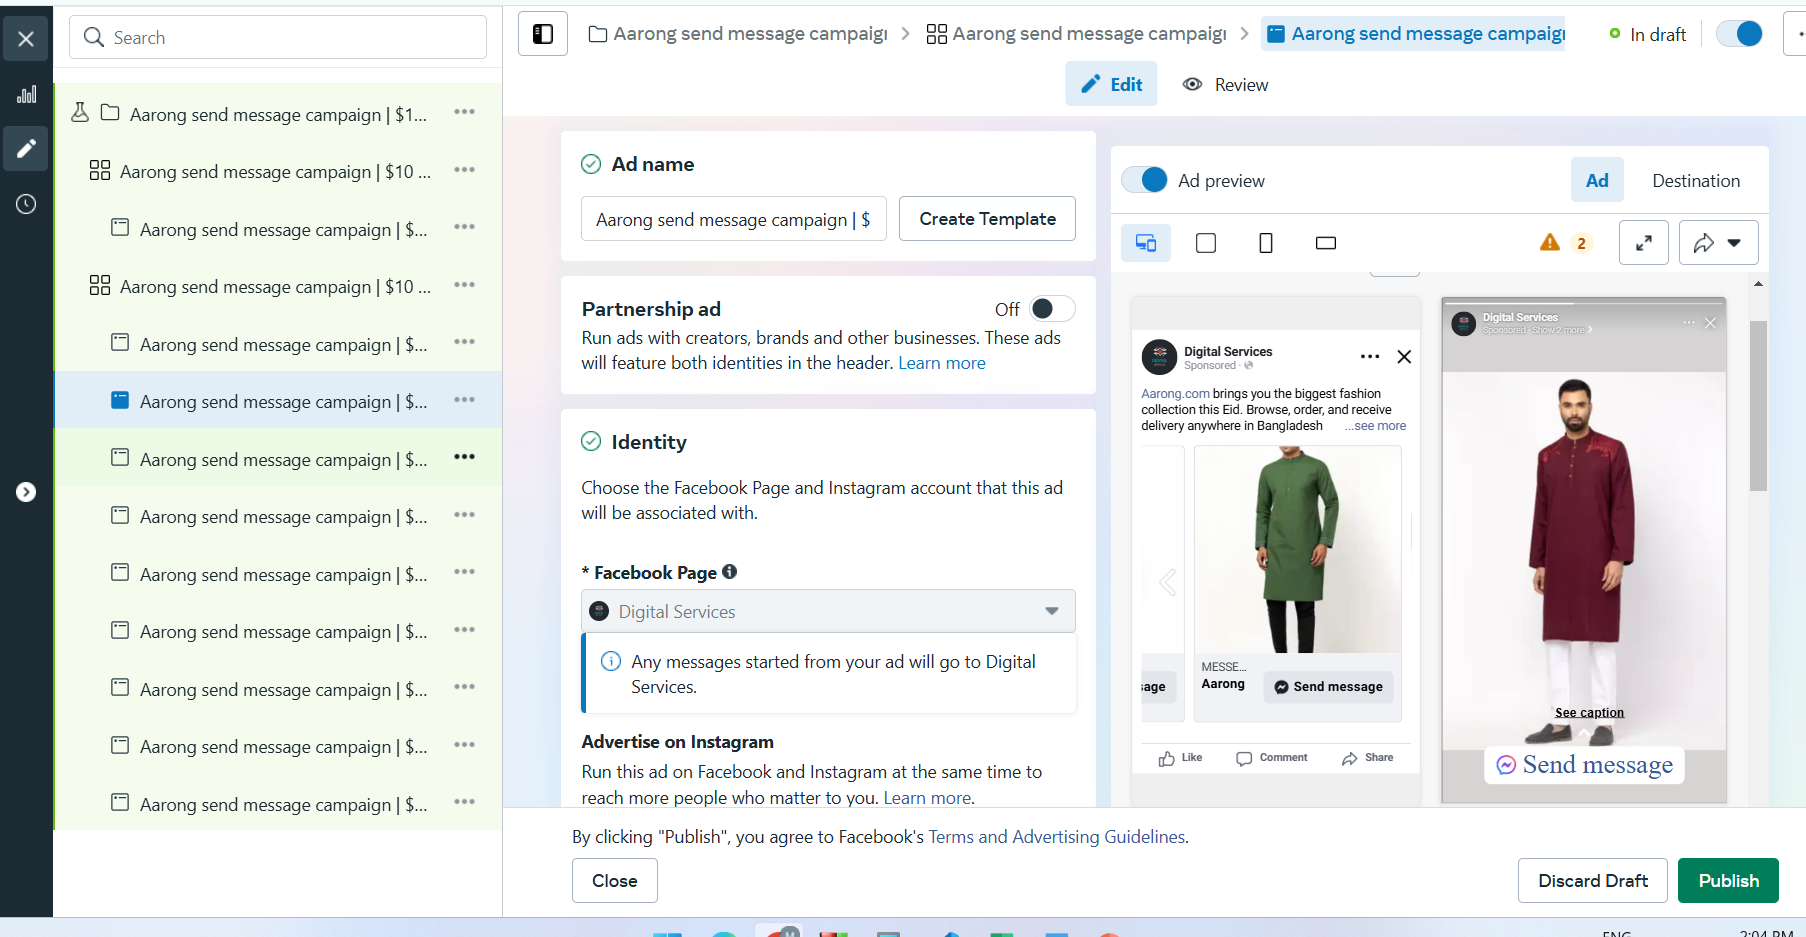 Search
Aarong send message campaign | $1...
Aarong send message campaign | $10 ...
Aarong send message campaign | $...
Aarong send message campaign | $10 ...
Aarong send message campaign | $...
Aarong send message campaign | $...
Aarong send message campaign | $...
Aarong send message campaign | $...
Aarong send message campaign | $...
Aarong send message campaign | $...
Aarong send message campaign | $...
Aarong send message campaign | $...
Aarong send message campaign | $...
Aarong send message campaign
Aarong send message campaign
Aarong send message campaign
In draft
Edit
Review
Ad name
Aarong send message campaign | $
Create Template
Partnership ad
Off
Run ads with creators, brands and other businesses. These ads
will feature both identities in the header. Learn more
Identity
Choose the Facebook Page and Instagram account that this ad
will be associated with.
* Facebook Page
Digital Services
Any messages started from your ad will go to Digital
Services.
Advertise on Instagram
Run this ad on Facebook and Instagram at the same time to
reach more people who matter to you. Learn more.
Ad preview
Ad
Destination
2
Digital Services
Sponsored ·
Aarong.com brings you the biggest fashion
collection this Eid. Browse, order, and receive
delivery anywhere in Bangladesh ...see more
sage
MESSE...
Aarong
Send message
Like
Comment
Share
Digital Services
Sponsored · Show 2 more
See caption
Send message
By clicking "Publish", you agree to Facebook's Terms and Advertising Guidelines.
Close
Discard Draft
Publish
ENG
2:04 PM